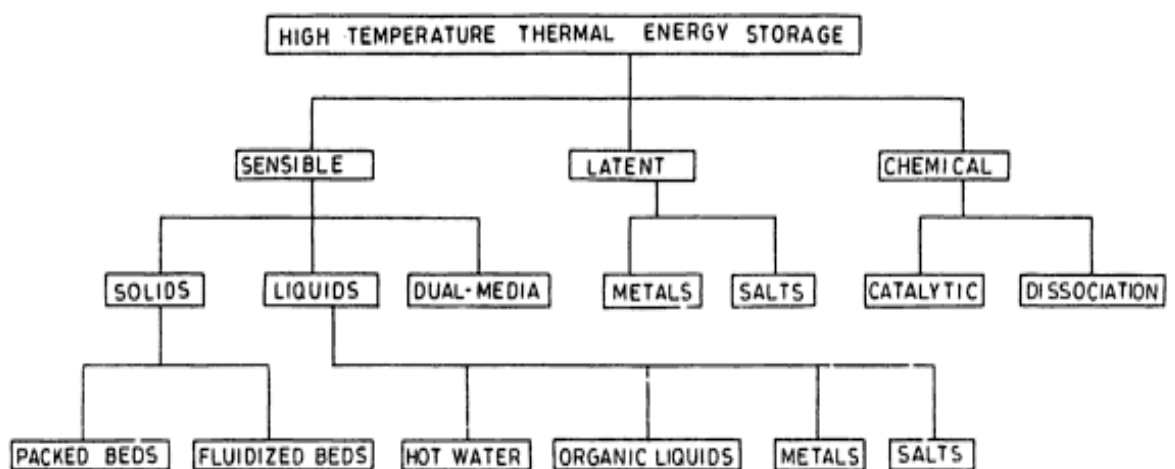 HIGH TEMPERATURE THERMAL ENERGY STORAGE
SENSIBLE
LATENT
CHEMICAL
SOLIDS
LIQUIDS
DUAL-MEDIA
METALS
SALTS
CATALYTIC
DISSOCIATION
PACKED BEDS
FLUIDIZED BEDS
HOT WATER
ORGANIC LIQUIDS
METALS
SALTS